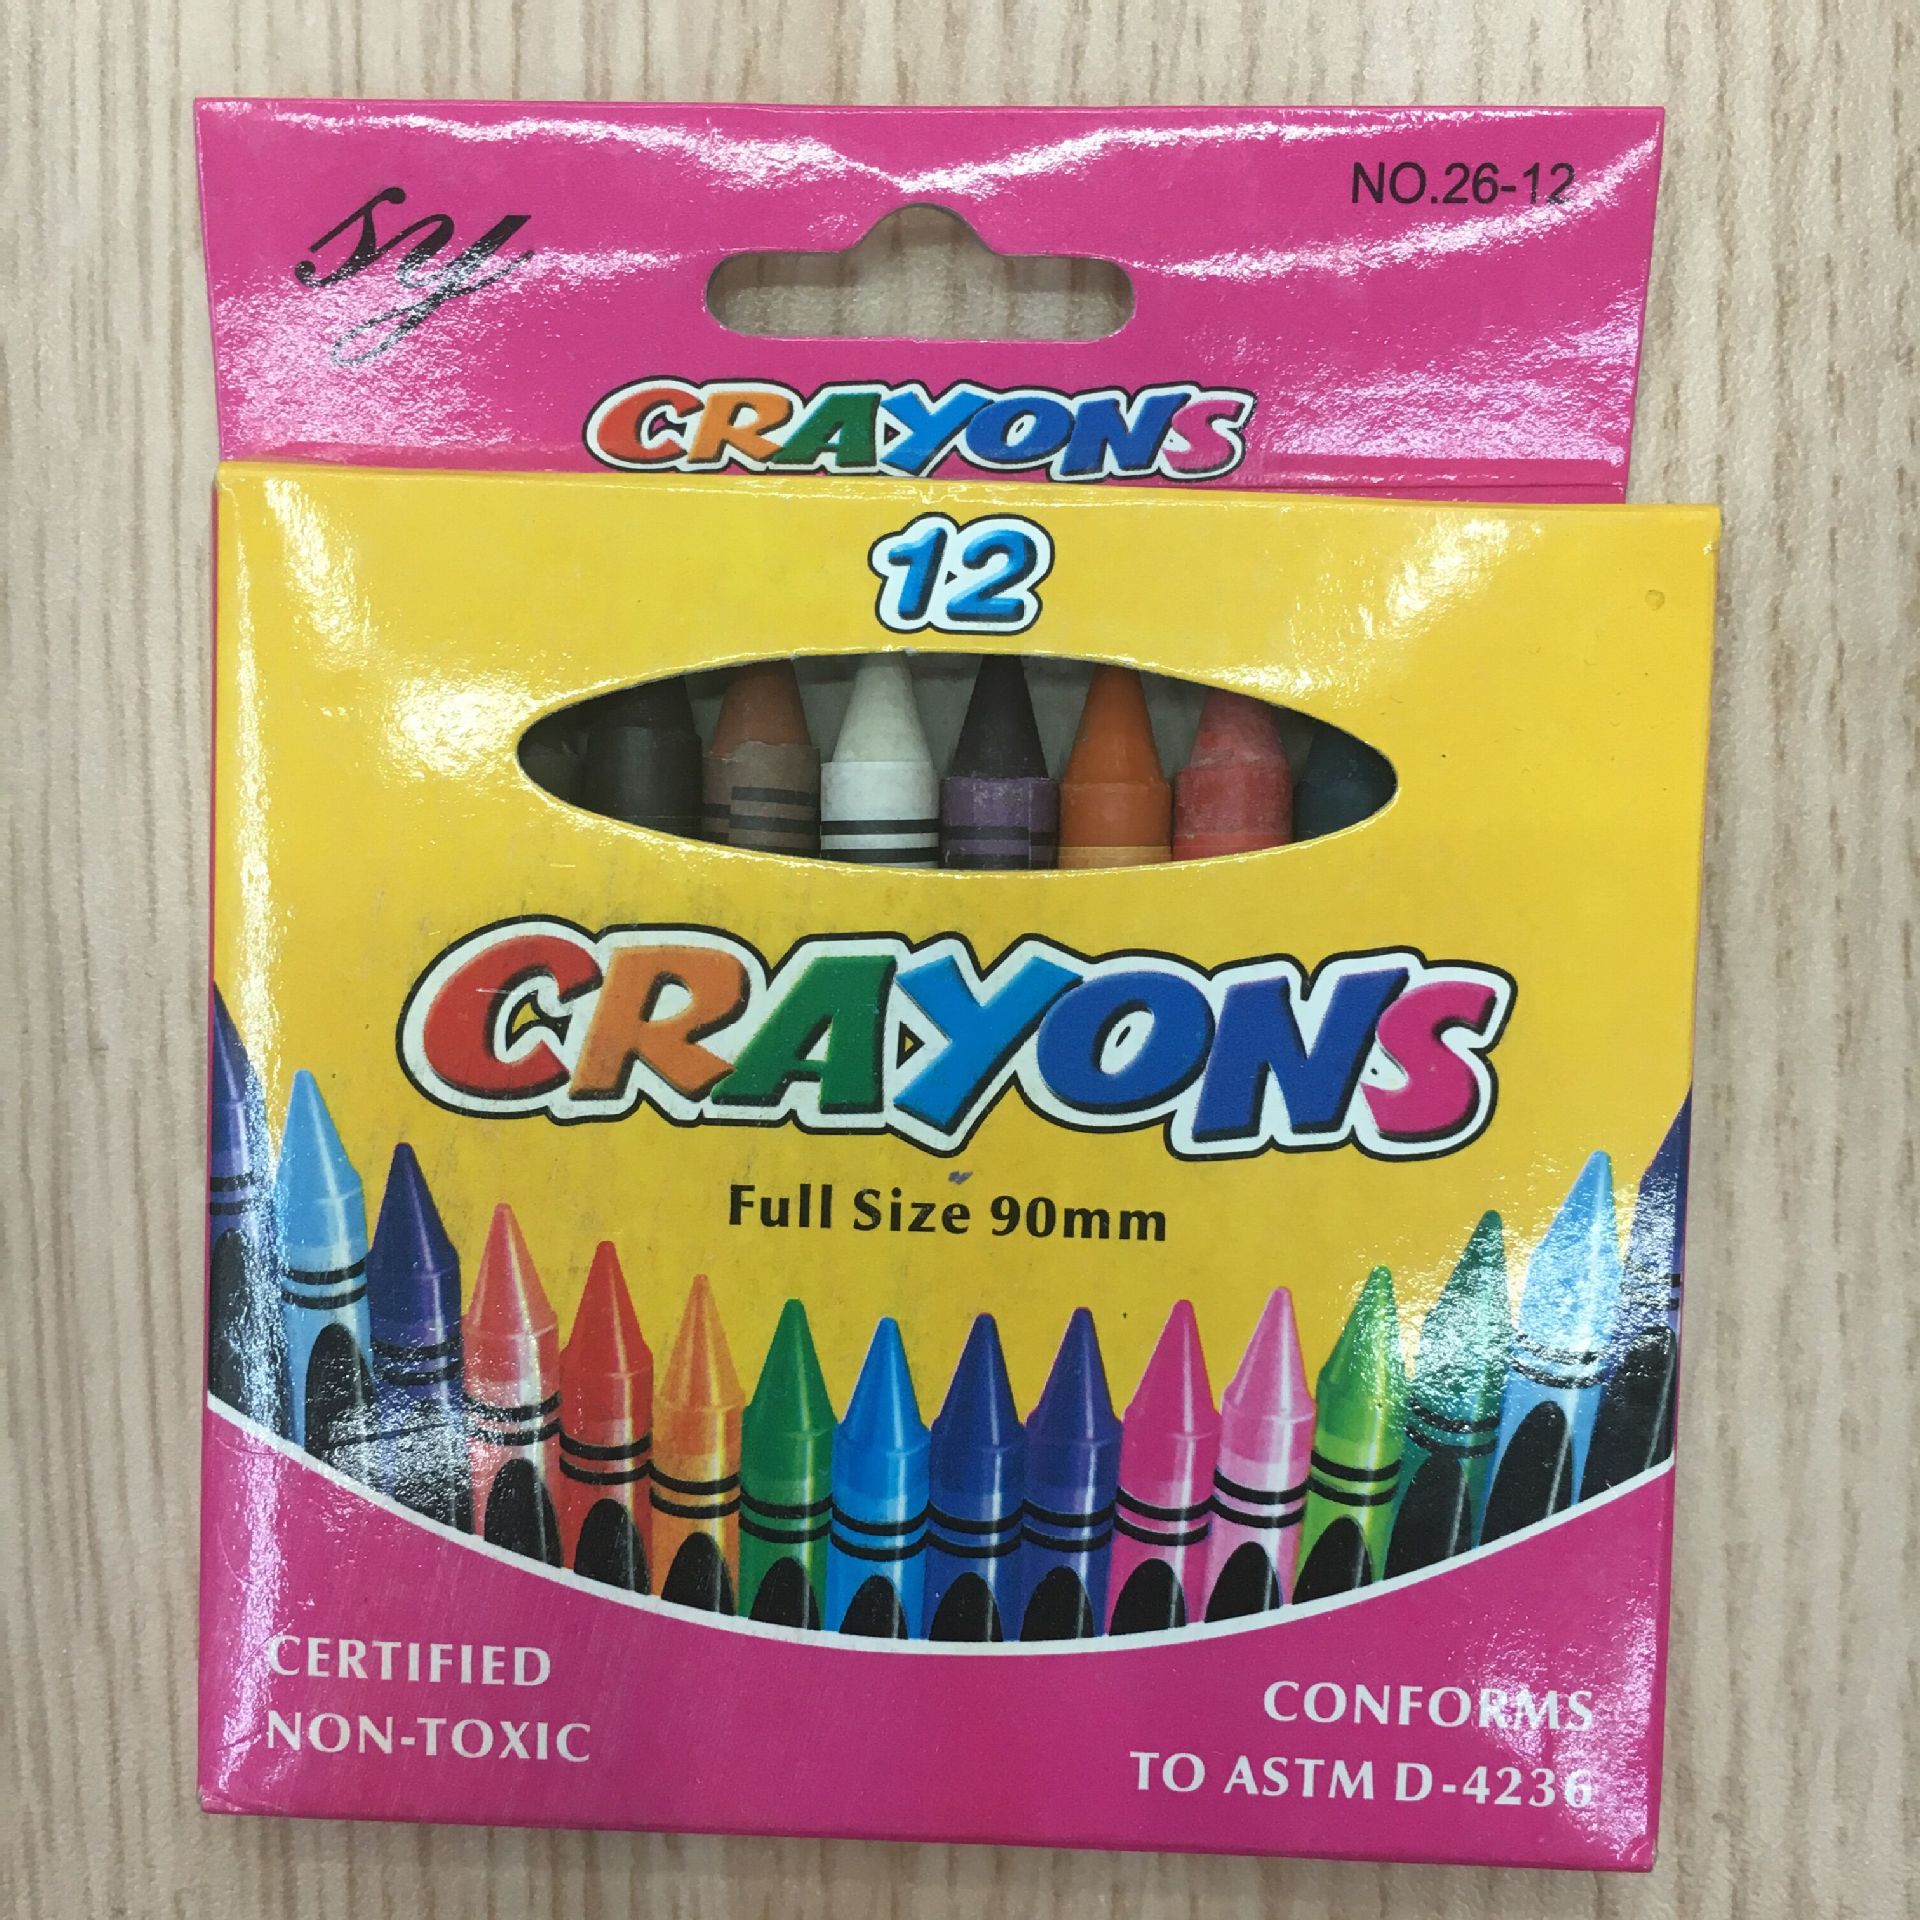 sy
NO.26-12
CRAYONS
12
CRAYONS
Full Size 90mm
CERTIFIED
NON-TOXIC
CONFORMS
TO ASTM D-4236